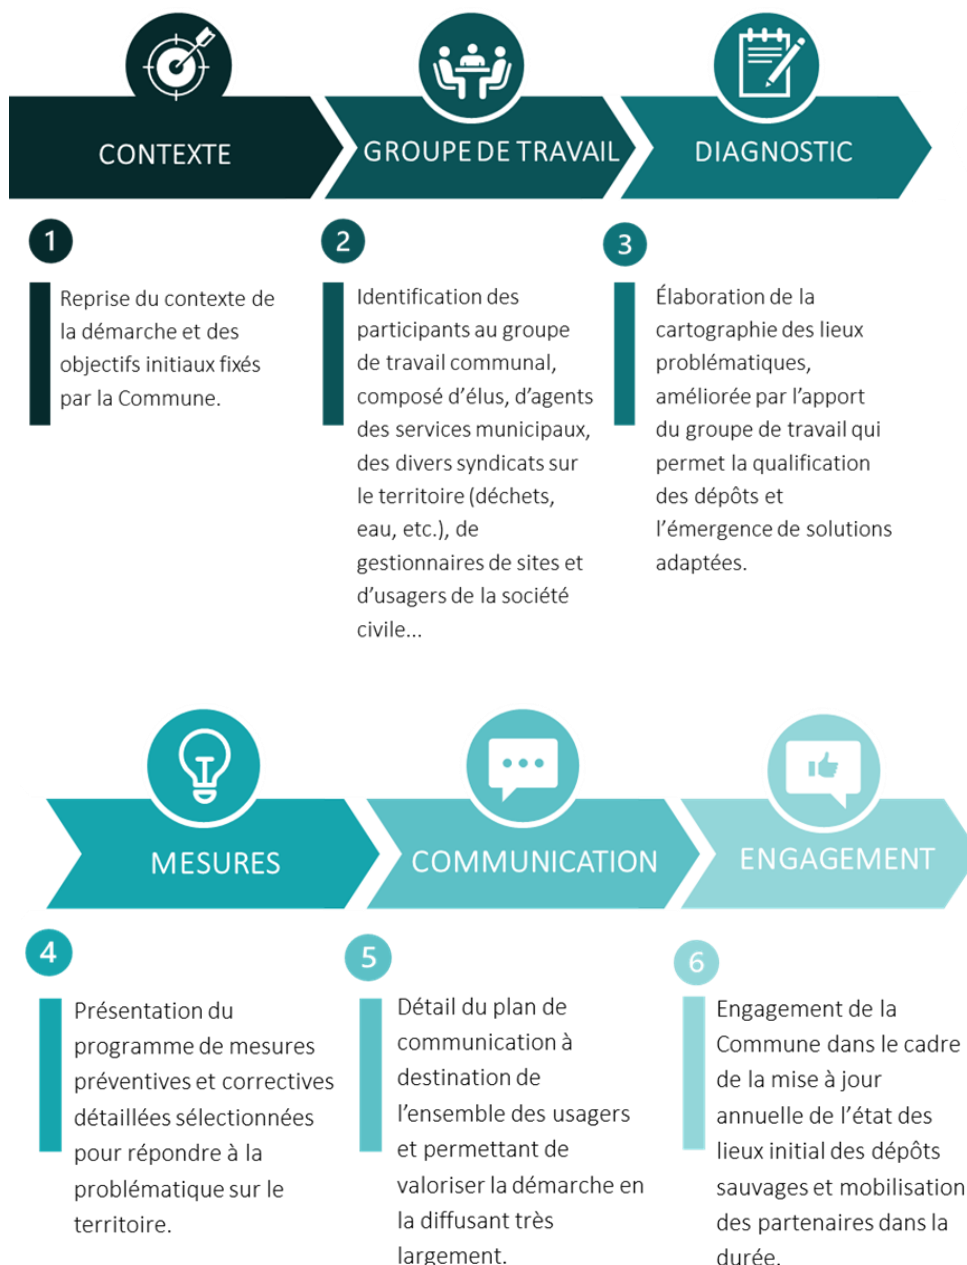 CONTEXTE
GROUPE DE TRAVAIL
DIAGNOSTIC
1
Reprise du contexte de
la démarche et des
objectifs initiaux fixés
par la Commune.
2
Identification des
participants au groupe
de travail communal,
composé d’élus, d’agents
des services municipaux,
des divers syndicats sur
le territoire (déchets,
eau, etc.), de
gestionnaires de sites et
d’usagers de la société
civile...
3
Élaboration de la
cartographie des lieux
problématiques,
améliorée par l’apport
du groupe de travail qui
permet la qualification
des dépôts et
l’émergence de solutions
adaptées.
MESURES
COMMUNICATION
ENGAGEMENT
4
Présentation du
programme de mesures
préventives et correctives
détaillées sélectionnées
pour répondre à la
problématique sur le
territoire.
5
Détail du plan de
communication à
destination de
l’ensemble des usagers
et permettant de
valoriser la démarche en
la diffusant très
largement.
6
Engagement de la
Commune dans le cadre
de la mise à jour
annuelle de l’état des
lieux initial des dépôts
sauvages et mobilisation
des partenaires dans la
durée.